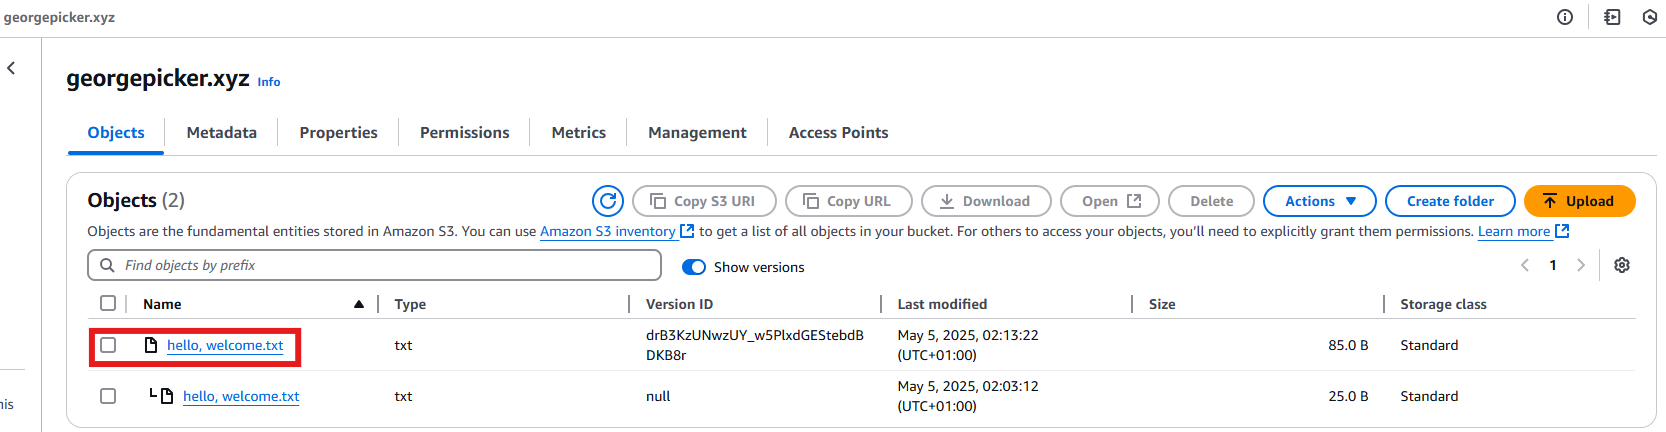 georgepicker.xyz
georgepicker.xyz Info
Objects Metadata Properties Permissions Metrics Management Access Points
Objects (2) Copy S3 URI Copy URL Download Open Delete Actions Create folder Upload
Objects are the fundamental entities stored in Amazon S3. You can use Amazon S3 inventory to get a list of all objects in your bucket. For others to access your objects, you'll need to explicitly grant them permissions. Learn more
Find objects by prefix Show versions 1
Name Type Version ID Last modified Size Storage class
hello, welcome.txt txt drB3KzUNwzUY_w5PlxdGEStebdB May 5, 2025, 02:13:22 85.0 B Standard
DKB8r (UTC+01:00)
hello, welcome.txt txt null May 5, 2025, 02:03:12 25.0 B Standard
(UTC+01:00)